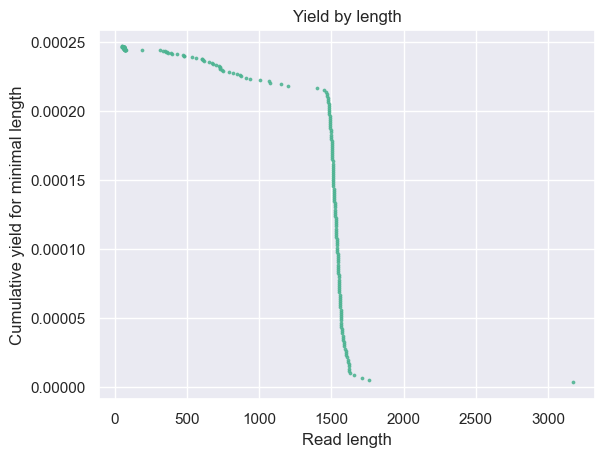 Yield by length
Cumulative yield for minimal length
0.00025
0.00020
0.00015
0.00010
0.00005
0.00000
0 500 1000 1500 2000 2500 3000
Read length